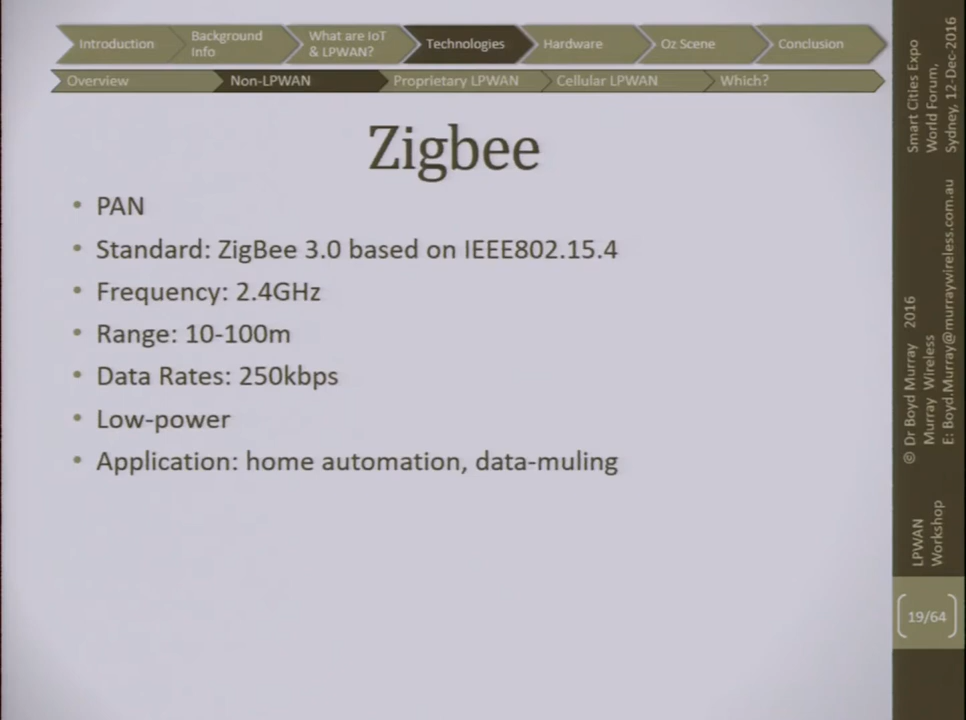 Introduction
Background
Info
What are IoT
& LPWAN?
Technologies
Hardware
Oz Scene
Conclusion
Overview
Non-LPWAN
Proprietary LPWAN
Cellular LPWAN
Which?
Zigbee
• PAN
• Standard: ZigBee 3.0 based on IEEE802.15.4
• Frequency: 2.4GHz
• Range: 10-100m
• Data Rates: 250kbps
• Low-power
• Application: home automation, data-muling
Smart Cities Expo
World Forum,
Sydney, 12-Dec-2016
© Dr Boyd Murray 2016
Murray Wireless
E: Boyd.Murray@murraywireless.com.au
LPWAN
Workshop
19/64